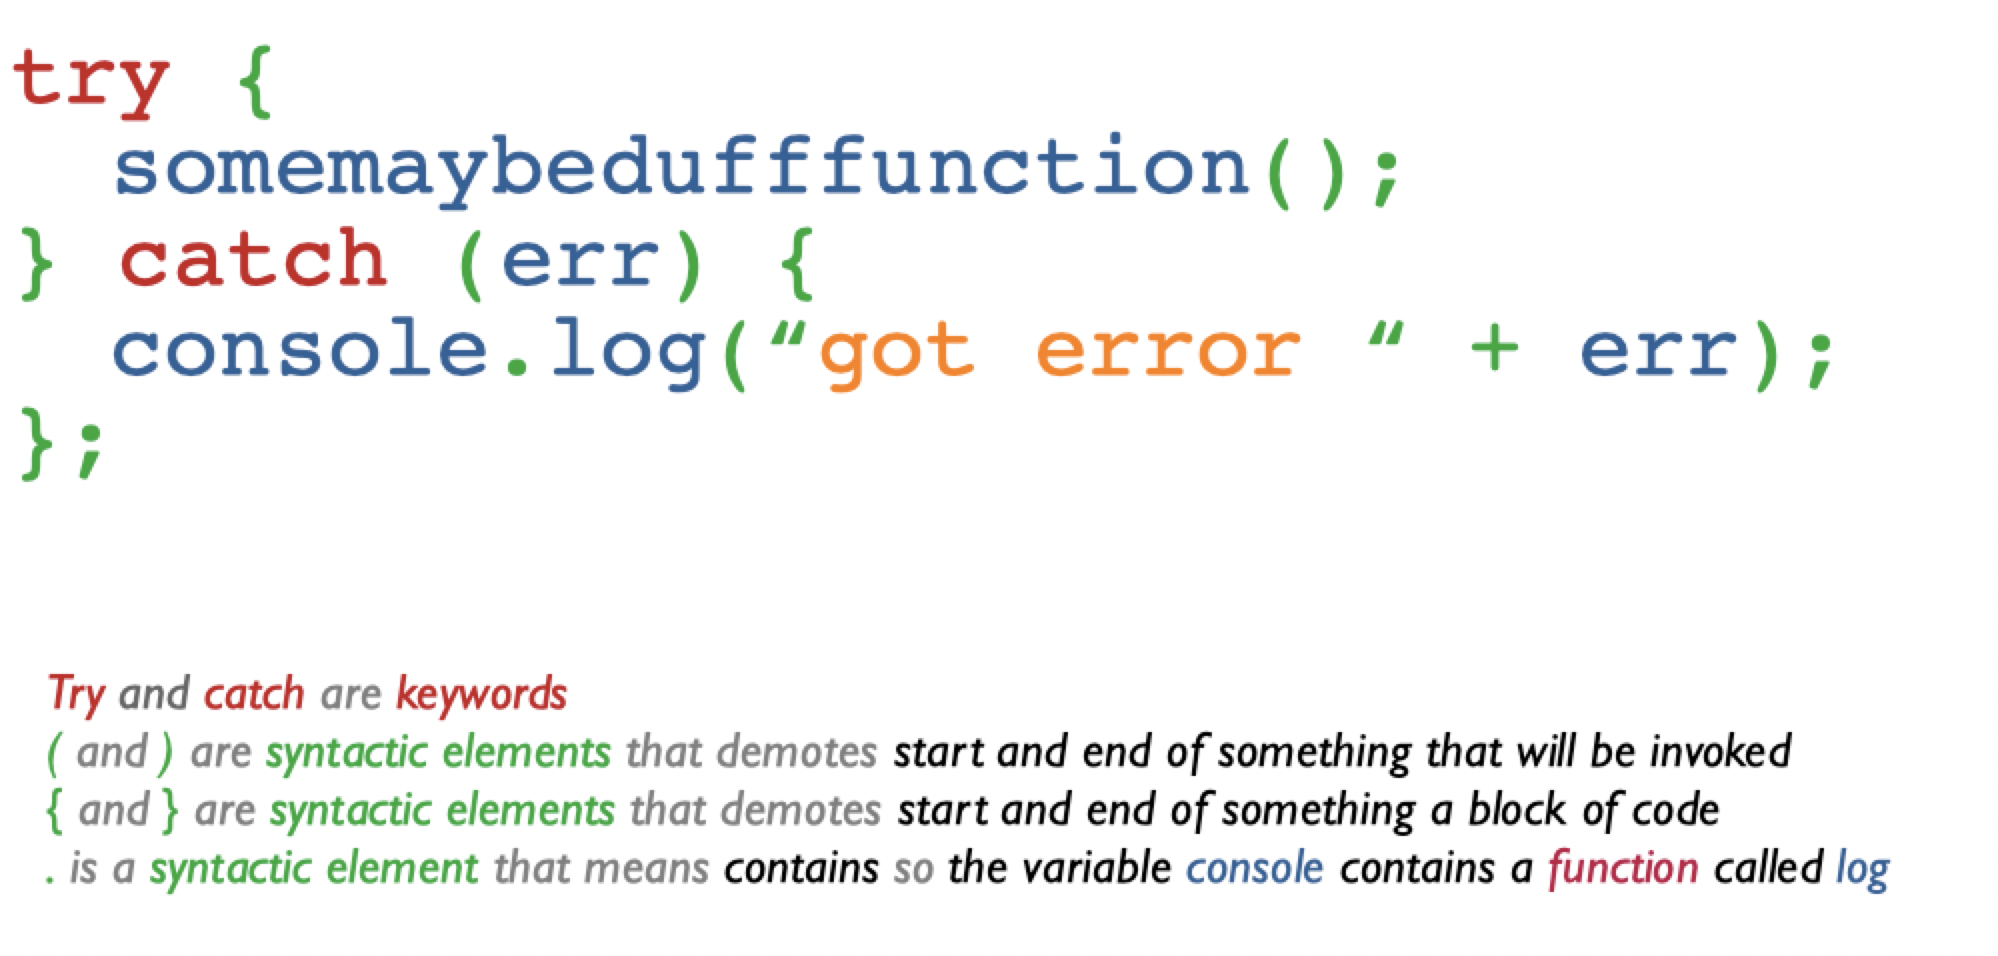 try {
  somemaybedufffunction();
} catch (err) {
  console.log(“got error “ + err);
};
Try and catch are keywords
( and ) are syntactic elements that demotes start and end of something that will be invoked
{ and } are syntactic elements that demotes start and end of something a block of code
. is a syntactic element that means contains so the variable console contains a function called log